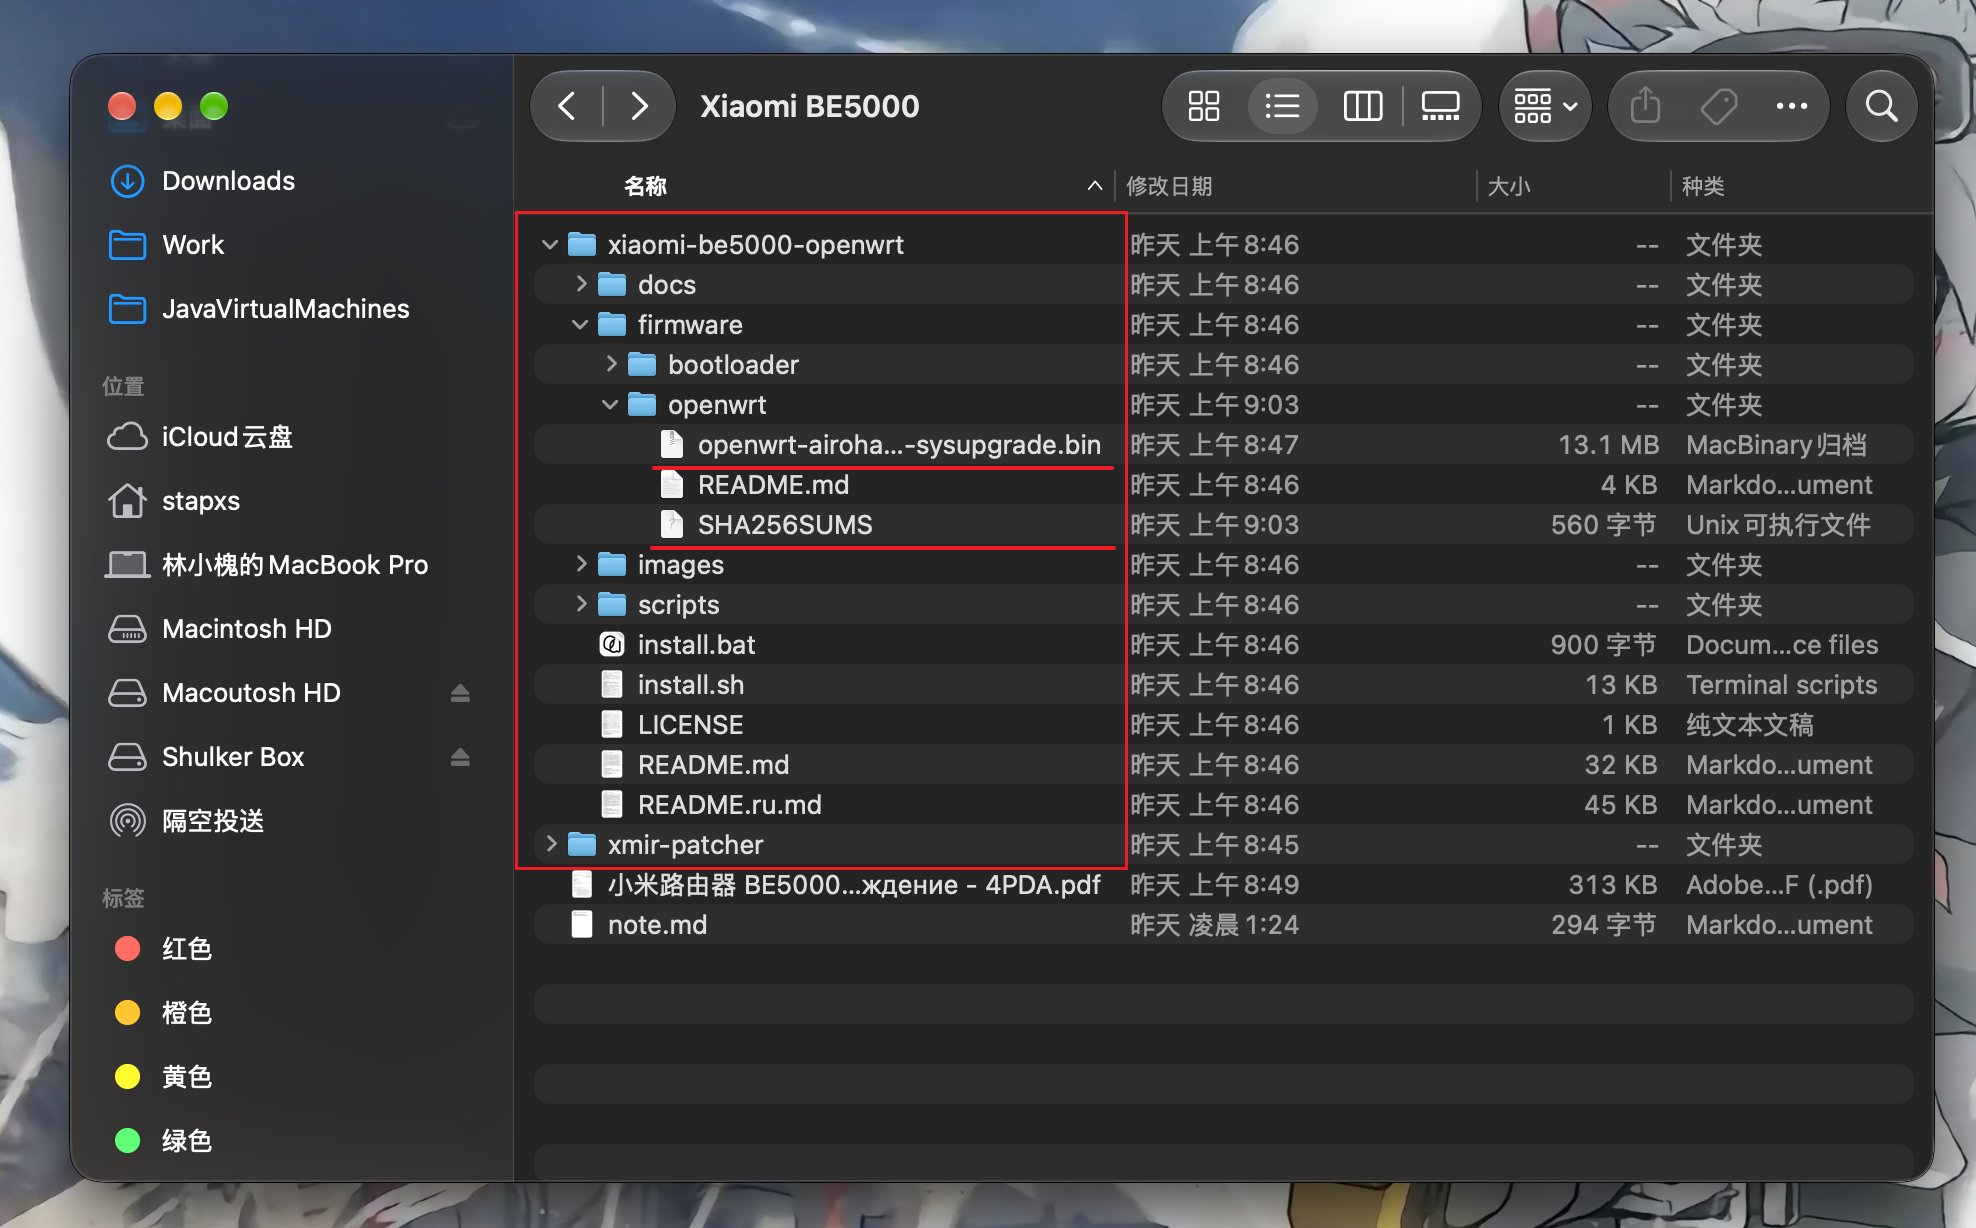 Xiaomi BE5000
名称 修改日期 大小 种类
Downloads
Work
JavaVirtualMachines
位置
iCloud云盘
stapxs
林小槐的MacBook Pro
Macintosh HD
Macoutosh HD
Shulker Box
隔空投送
标签
红色
橙色
黄色
绿色
xiaomi-be5000-openwrt 昨天 上午8:46 -- 文件夹
docs 昨天 上午8:46 -- 文件夹
firmware 昨天 上午8:46 -- 文件夹
bootloader 昨天 上午8:46 -- 文件夹
openwrt 昨天 上午9:03 -- 文件夹
openwrt-airoha...-sysupgrade.bin 昨天 上午8:47 13.1 MB MacBinary归档
README.md 昨天 上午8:46 4 KB Markdo...ument
SHA256SUMS 昨天 上午9:03 560 字节 Unix可执行文件
images 昨天 上午8:46 -- 文件夹
scripts 昨天 上午8:46 -- 文件夹
install.bat 昨天 上午8:46 900 字节 Docum...ce files
install.sh 昨天 上午8:46 13 KB Terminal scripts
LICENSE 昨天 上午8:46 1 KB 纯文本文稿
README.md 昨天 上午8:46 32 KB Markdo...ument
README.ru.md 昨天 上午8:46 45 KB Markdo...ument
xmir-patcher 昨天 上午8:45 -- 文件夹
小米路由器 BE5000...ждение - 4PDA.pdf 昨天 上午8:49 313 KB Adobe...F (.pdf)
note.md 昨天 凌晨1:24 294 字节 Markdo...ument